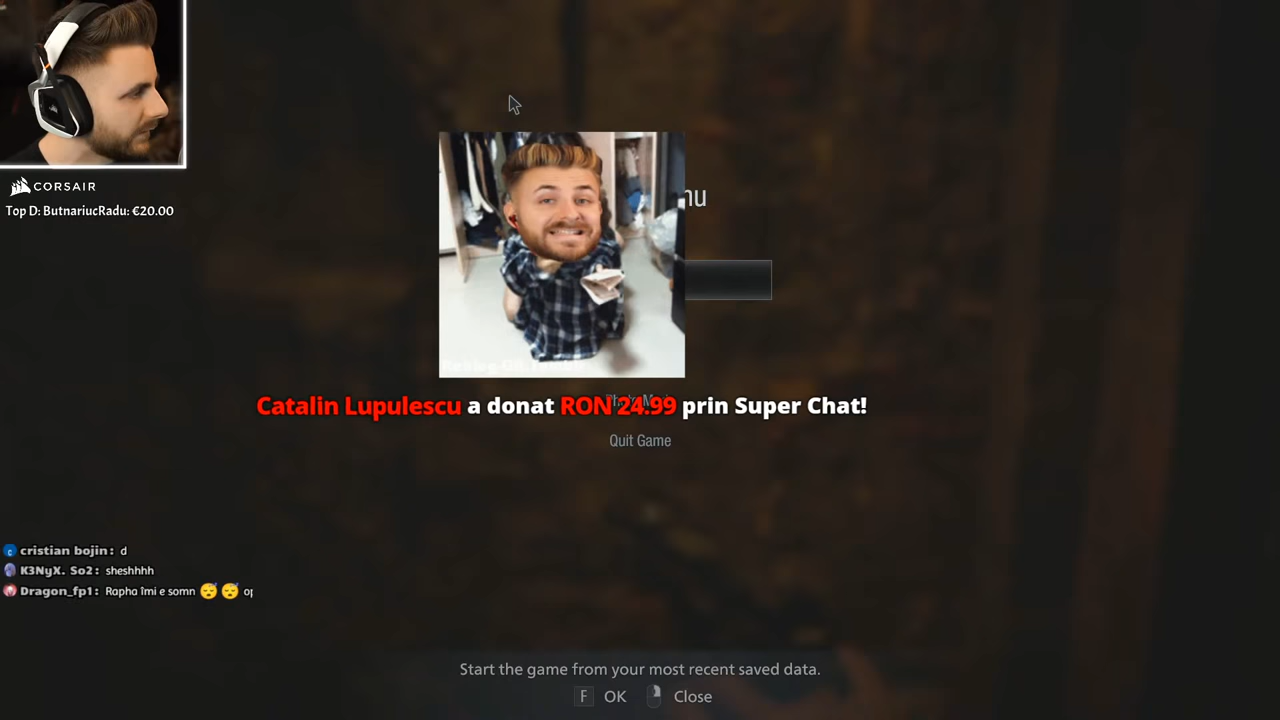 CORSAIR
Top D: ButnariucRadu: €20.00
nu
Catalin Lupulescu a donat RON 24.99 prin Super Chat!
Quit Game
cristian bojin: d
K3NyX. So2: sheshhhh
Dragon_fp1: Rapha îmi e somn 😴 😴
Start the game from your most recent saved data.
F OK Close